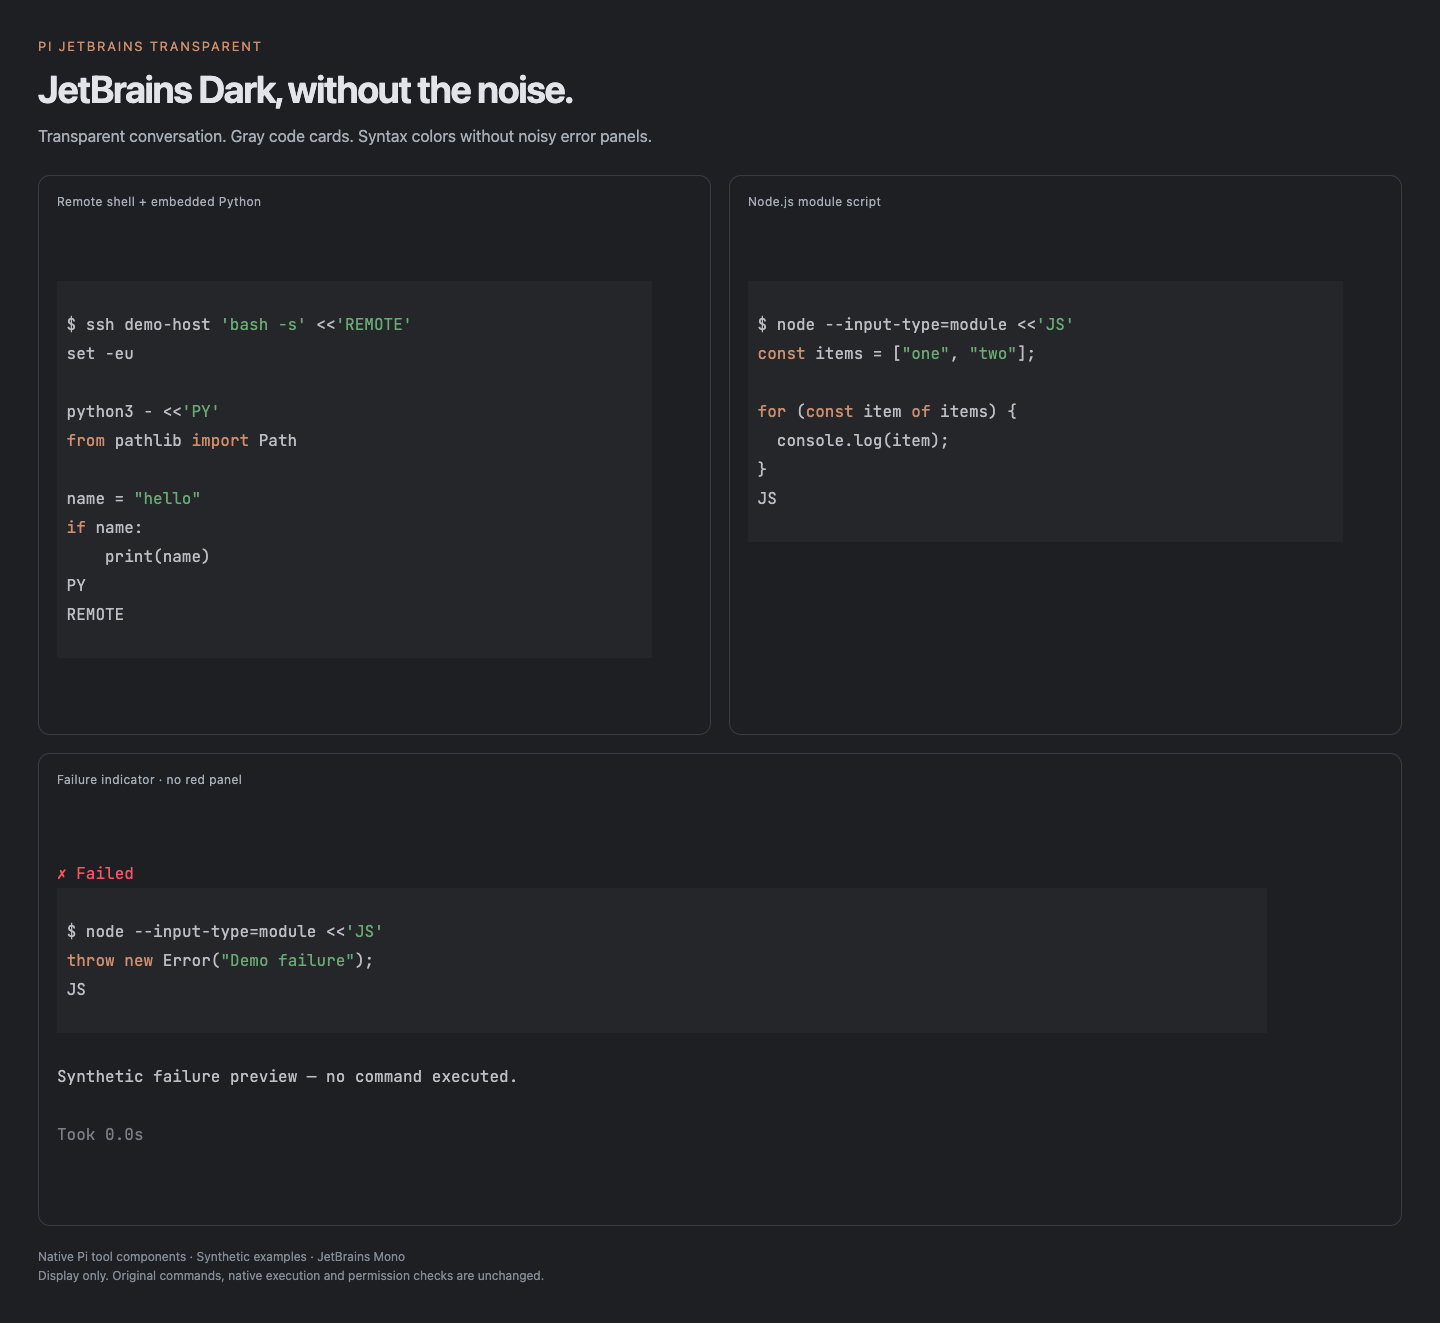 PI JETBRAINS TRANSPARENT
JetBrains Dark, without the noise.
Transparent conversation. Gray code cards. Syntax colors without noisy error panels.
Remote shell + embedded Python
$ ssh demo-host 'bash -s' <<'REMOTE'
set -eu
python3 - <<'PY'
from pathlib import Path
name = "hello"
if name:
    print(name)
PY
REMOTE
Node.js module script
$ node --input-type=module <<'JS'
const items = ["one", "two"];
for (const item of items) {
  console.log(item);
}
JS
Failure indicator · no red panel
✗ Failed
$ node --input-type=module <<'JS'
throw new Error("Demo failure");
JS
Synthetic failure preview — no command executed.
Took 0.0s
Native Pi tool components · Synthetic examples · JetBrains Mono
Display only. Original commands, native execution and permission checks are unchanged.